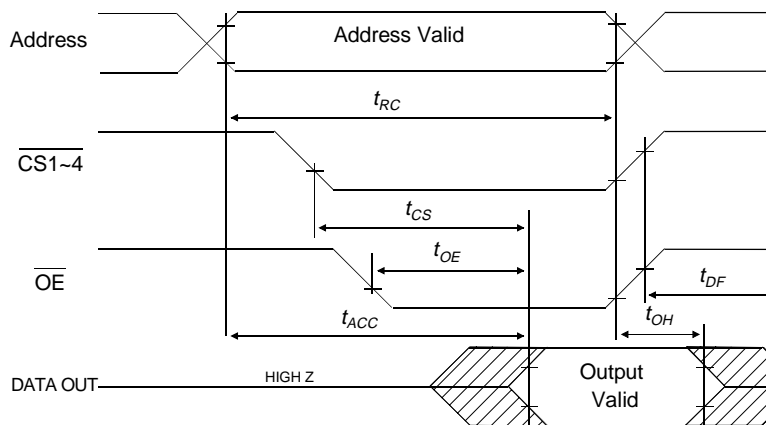 Address
Address Valid
tRC
CS1~4
tCS
OE
tOE
tDF
tACC
tOH
DATA OUT
HIGH Z
Output
Valid